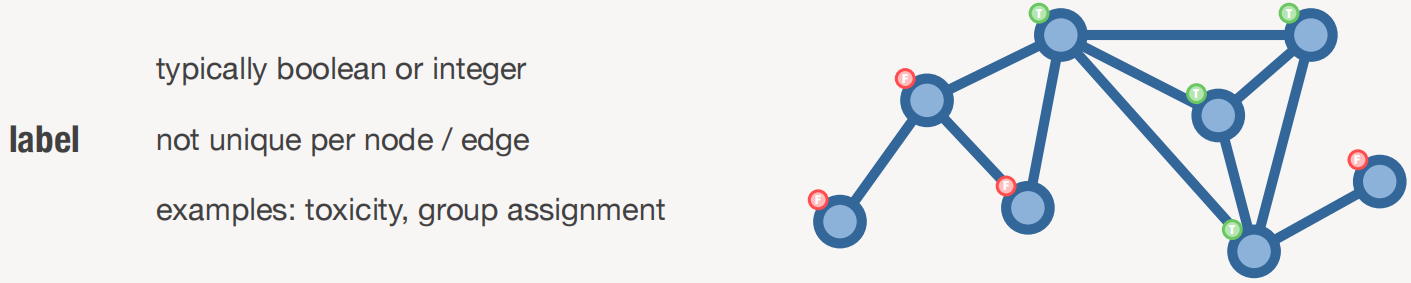 typically boolean or integer
label
not unique per node / edge
examples: toxicity, group assignment
T
T
F
T
F
F
F
T